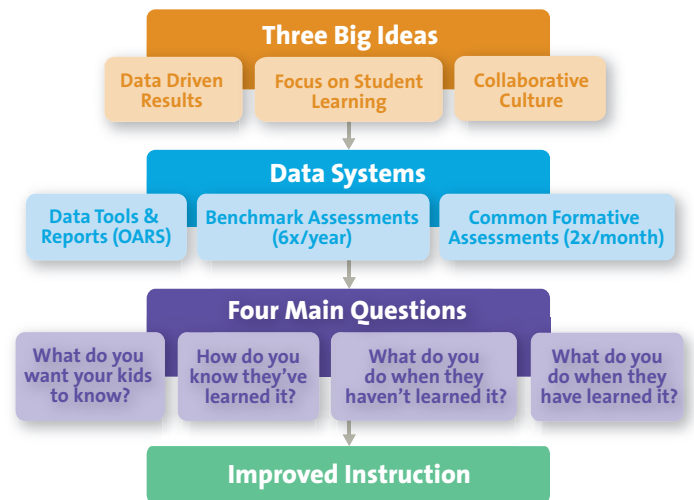 Three Big Ideas
Data Driven
Results
Focus on Student
Learning
Collaborative
Culture
Data Systems
Data Tools &
Reports (OARS)
Benchmark Assessments
(6x/year)
Common Formative
Assessments (2x/month)
Four Main Questions
What do you
want your kids
to know?
How do you
know they’ve
learned it?
What do you
do when they
haven’t learned it?
What do you
do when they
have learned it?
Improved Instruction